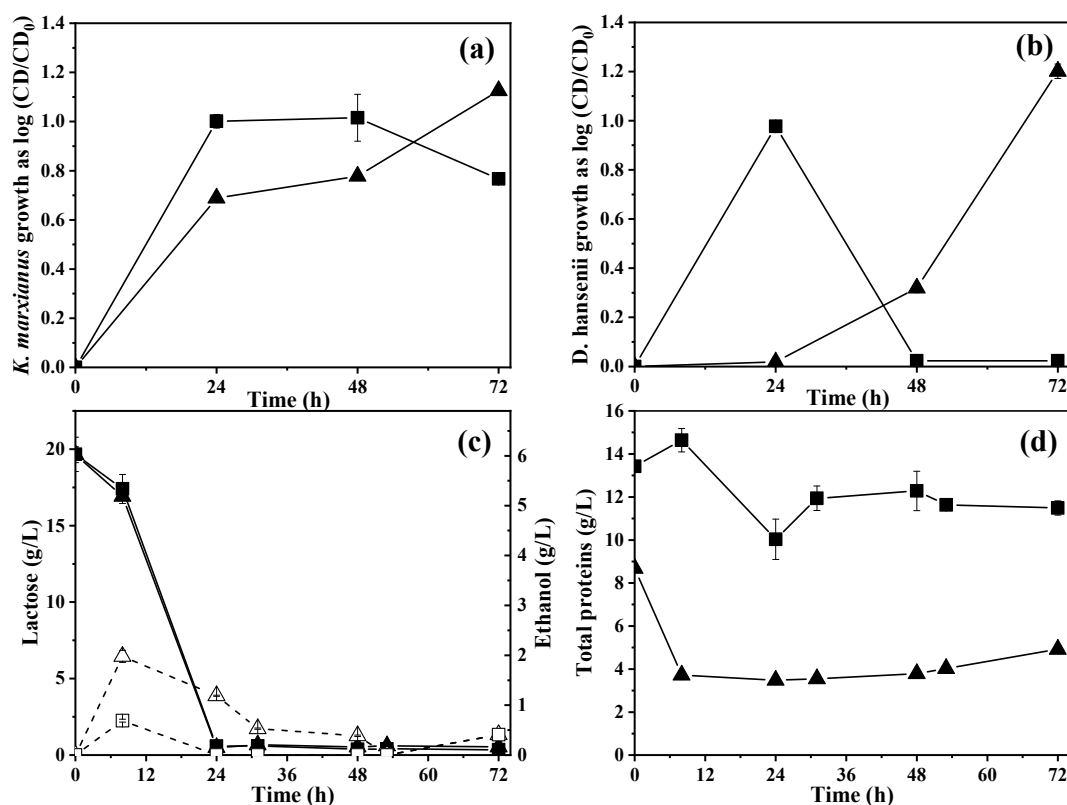 (a)
K. marxianus growth as log (CD/CD0)
1.4
1.2
1.0
0.8
0.6
0.4
0.2
0.0
0 24 48 72
Time (h)
(b)
D. hansenii growth as log (CD/CD0)
1.4
1.2
1.0
0.8
0.6
0.4
0.2
0.0
0 24 48 72
Time (h)
(c)
Lactose (g/L)
20
15
10
5
0
Ethanol (g/L)
6
5
4
3
2
1
0
0 12 24 36 48 60 72
Time (h)
(d)
Total proteins (g/L)
16
14
12
10
8
6
4
2
0
0 12 24 36 48 60 72
Time (h)